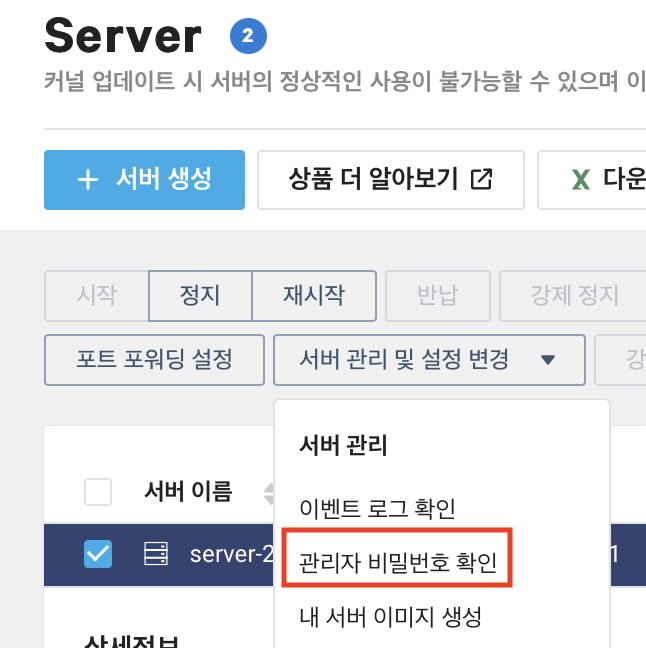 Server 2
커널 업데이트 시 서버의 정상적인 사용이 불가능할 수 있으며 이
+ 서버 생성
상품 더 알아보기
X 다운
시작
정지
재시작
반납
강제 정지
포트 포워딩 설정
서버 관리 및 설정 변경
강
서버 관리
서버 이름
이벤트 로그 확인
server-2
관리자 비밀번호 확인
1
내 서버 이미지 생성
상세정보